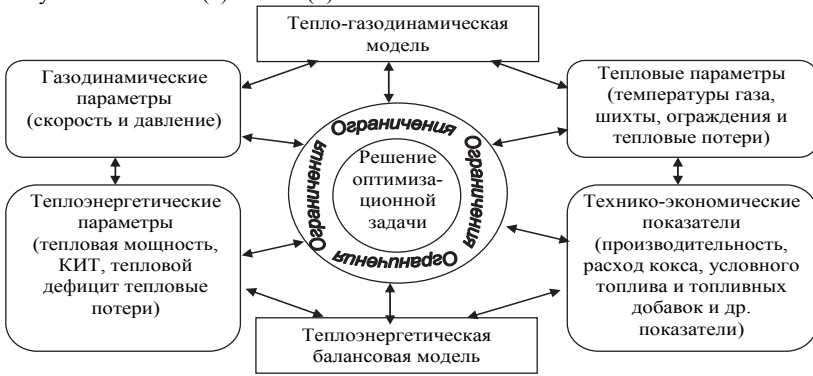 Тепло-газодинамическая
модель
Газодинамические
параметры
(скорость и давление)
Тепловые параметры
(температуры газа,
шихты, ограждения и
тепловые потери)
Ограничения
Ограничения
Ограничения
Ограничения
Решение
оптимиза-
ционной
задачи
Теплоэнергетические
параметры
(тепловая мощность,
КИТ, тепловой
дефицит тепловые
потери)
Технико-экономические
показатели
(производительность,
расход кокса, условного
топлива и топливных
добавок и др.
показатели)
Теплоэнергетическая
балансовая модель